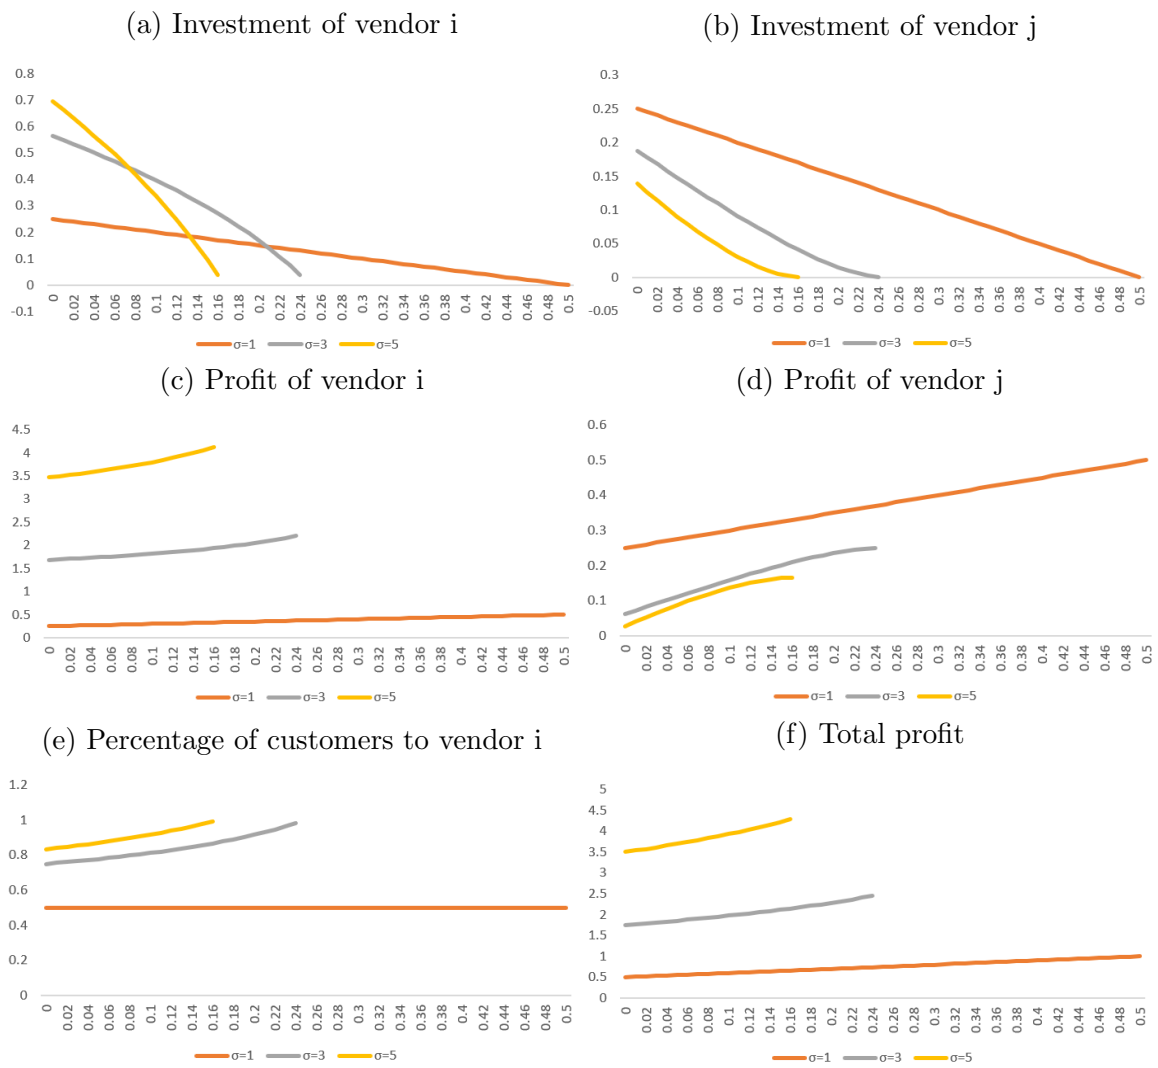 (a) Investment of vendor i
0.8
0.7
0.6
0.5
0.4
0.3
0.2
0.1
0
-0.1
0 0.02 0.04 0.06 0.08 0.1 0.12 0.14 0.16 0.18 0.2 0.22 0.24 0.26 0.28 0.3 0.32 0.34 0.36 0.38 0.4 0.42 0.44 0.46 0.48 0.5
σ=1 σ=3 σ=5
(b) Investment of vendor j
0.3
0.25
0.2
0.15
0.1
0.05
0
-0.05
0 0.02 0.04 0.06 0.08 0.1 0.12 0.14 0.16 0.18 0.2 0.22 0.24 0.26 0.28 0.3 0.32 0.34 0.36 0.38 0.4 0.42 0.44 0.46 0.48 0.5
σ=1 σ=3 σ=5
(c) Profit of vendor i
4.5
4
3.5
3
2.5
2
1.5
1
0.5
0
0 0.02 0.04 0.06 0.08 0.1 0.12 0.14 0.16 0.18 0.2 0.22 0.24 0.26 0.28 0.3 0.32 0.34 0.36 0.38 0.4 0.42 0.44 0.46 0.48 0.5
σ=1 σ=3 σ=5
(d) Profit of vendor j
0.6
0.5
0.4
0.3
0.2
0.1
0
0 0.02 0.04 0.06 0.08 0.1 0.12 0.14 0.16 0.18 0.2 0.22 0.24 0.26 0.28 0.3 0.32 0.34 0.36 0.38 0.4 0.42 0.44 0.46 0.48 0.5
σ=1 σ=3 σ=5
(e) Percentage of customers to vendor i
1.2
1
0.8
0.6
0.4
0.2
0
0 0.02 0.04 0.06 0.08 0.1 0.12 0.14 0.16 0.18 0.2 0.22 0.24 0.26 0.28 0.3 0.32 0.34 0.36 0.38 0.4 0.42 0.44 0.46 0.48 0.5
σ=1 σ=3 σ=5
(f) Total profit
5
4.5
4
3.5
3
2.5
2
1.5
1
0.5
0
0 0.02 0.04 0.06 0.08 0.1 0.12 0.14 0.16 0.18 0.2 0.22 0.24 0.26 0.28 0.3 0.32 0.34 0.36 0.38 0.4 0.42 0.44 0.46 0.48 0.5
σ=1 σ=3 σ=5